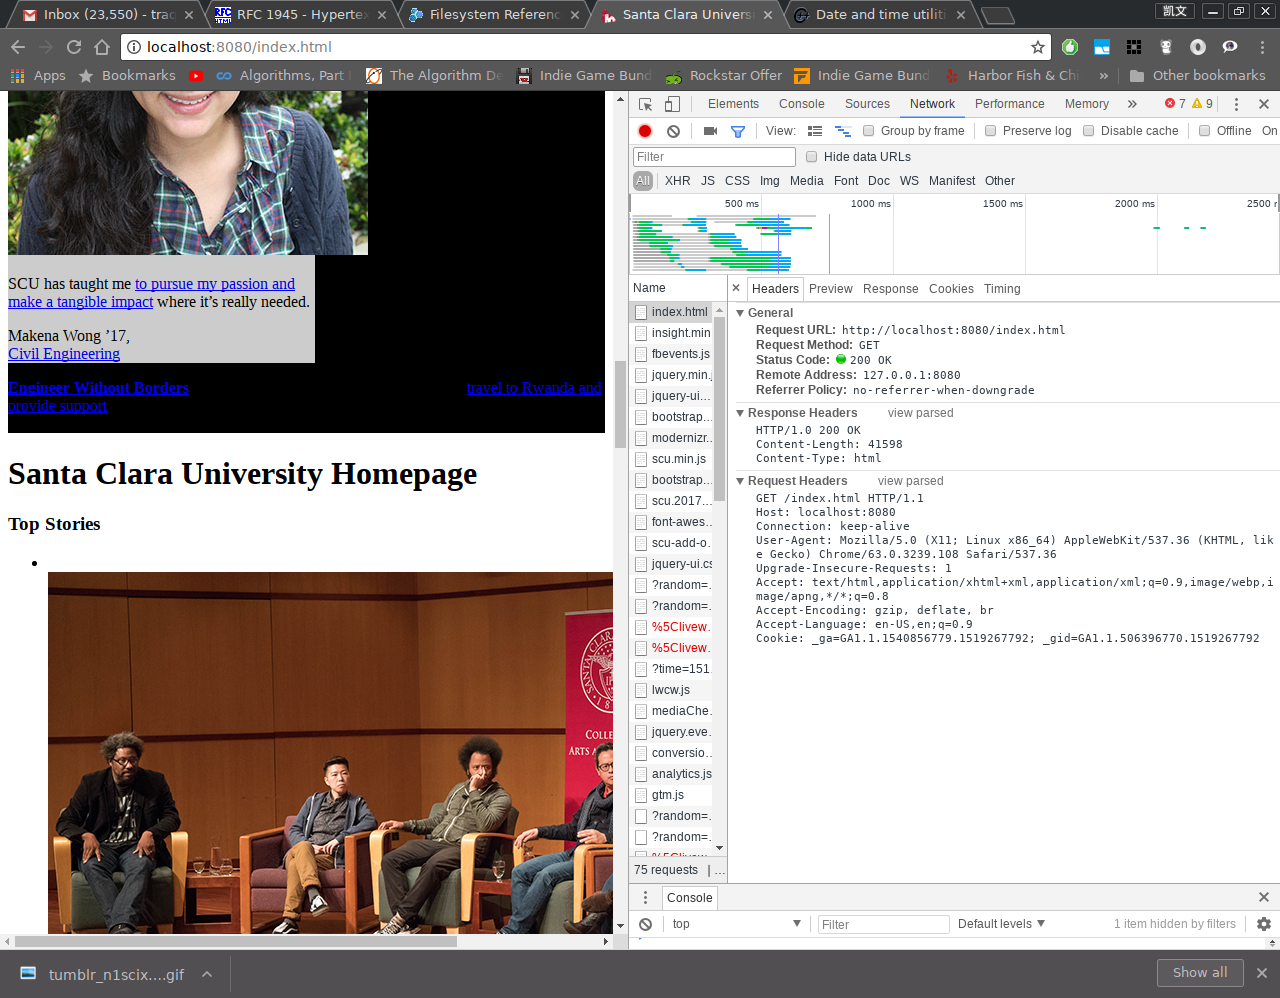 Inbox (23,550) - traq
RFC 1945 - Hypertex
Filesystem Referenc
Santa Clara Universi
Date and time utiliti
凯文
localhost:8080/index.html
Apps
Bookmarks
Algorithms, Part I
The Algorithm De
Indie Game Bund
Rockstar Offer
Indie Game Bund
Harbor Fish & Ch
»
Other bookmarks
SCU has taught me to pursue my passion and
make a tangible impact where it’s really needed.
Makena Wong ’17,
Civil Engineering
Engineer Without Borders
travel to Rwanda and
provide support
Santa Clara University Homepage
Top Stories
SANTA CLARA
COLLE
ARTS A
Elements Console Sources Network Performance Memory » 7 9
View: Group by frame Preserve log Disable cache Offline On
Filter Hide data URLs
All XHR JS CSS Img Media Font Doc WS Manifest Other
500 ms 1000 ms 1500 ms 2000 ms 2500 r
Name
index.html
insight.min
fbevents.js
jquery.min.j
jquery-ui...
bootstrap...
modernizr...
scu.min.js
bootstrap...
scu.2017...
font-awes...
scu-add-o...
jquery-ui.cs
?random=...
?random=...
%5Clivew...
%5Clivew...
?time=151...
lwcw.js
mediaChe...
jquery.eve...
conversio...
analytics.js
gtm.js
?random=...
?random=...
%5Clivew...
75 requests | ...
× Headers Preview Response Cookies Timing
General
Request URL: http://localhost:8080/index.html
Request Method: GET
Status Code: 200 OK
Remote Address: 127.0.0.1:8080
Referrer Policy: no-referrer-when-downgrade
Response Headers view parsed
HTTP/1.0 200 OK
Content-Length: 41598
Content-Type: html
Request Headers view parsed
GET /index.html HTTP/1.1
Host: localhost:8080
Connection: keep-alive
User-Agent: Mozilla/5.0 (X11; Linux x86_64) AppleWebKit/537.36 (KHTML, lik
e Gecko) Chrome/63.0.3239.108 Safari/537.36
Upgrade-Insecure-Requests: 1
Accept: text/html,application/xhtml+xml,application/xml;q=0.9,image/webp,i
mage/apng,*/*;q=0.8
Accept-Encoding: gzip, deflate, br
Accept-Language: en-US,en;q=0.9
Cookie: _ga=GA1.1.1540856779.1519267792; _gid=GA1.1.506396770.1519267792
Console
top Filter Default levels 1 item hidden by filters
tumblr_n1scix....gif
Show all